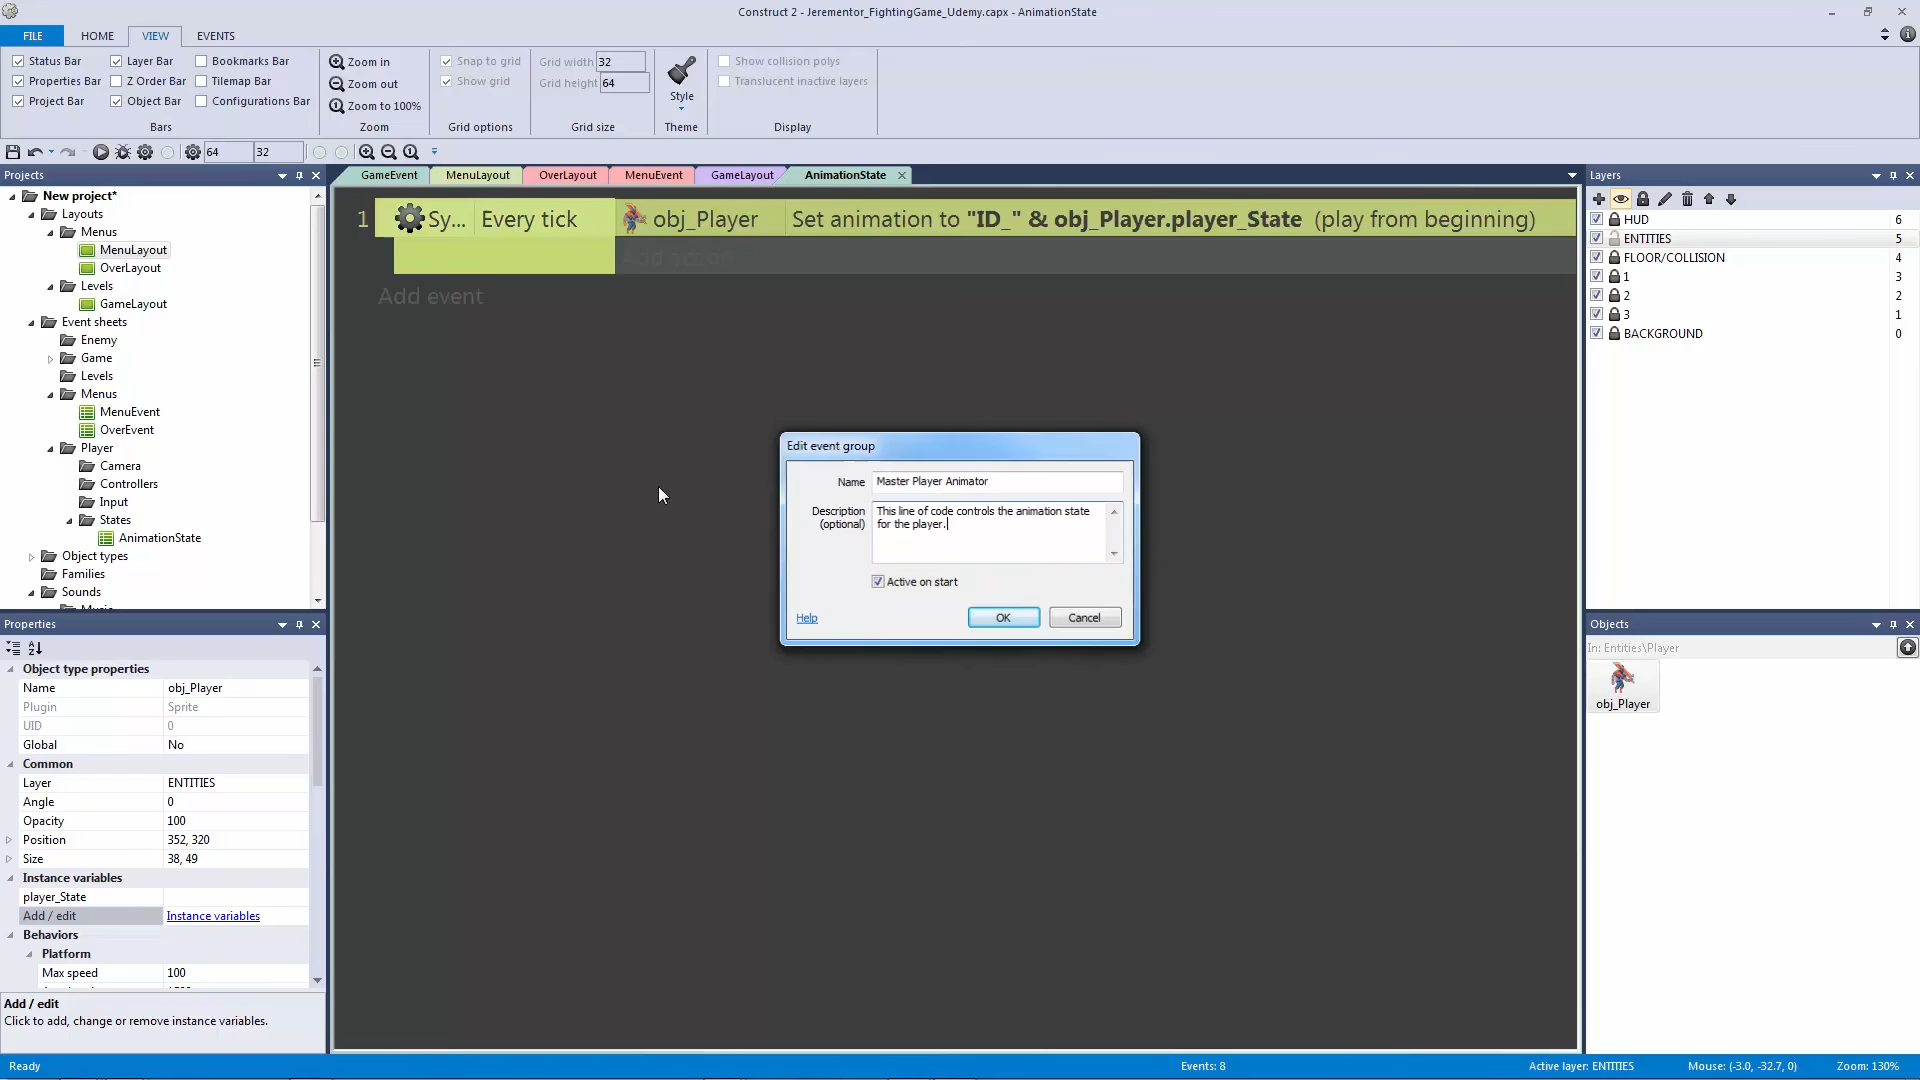 Construct 2 - Jerementor_FightingGame_Udemy.capx - AnimationState
FILE HOME VIEW EVENTS
Status Bar Layer Bar Bookmarks Bar
Properties Bar Z Order Bar Tilemap Bar
Project Bar Object Bar Configurations Bar
Bars
Zoom in
Zoom out
Zoom to 100%
Zoom
Snap to grid
Show grid
Grid options
Grid width 32
Grid height 64
Grid size
Style
Theme
Show collision polys
Translucent inactive layers
Display
64 32
Projects
New project*
Layouts
Menus
MenuLayout
OverLayout
Levels
GameLayout
Event sheets
Enemy
Game
Levels
Menus
MenuEvent
OverEvent
Player
Camera
Controllers
Input
States
AnimationState
Object types
Families
Sounds
Properties
Object type properties
Name obj_Player
Plugin Sprite
UID 0
Global No
Common
Layer ENTITIES
Angle 0
Opacity 100
Position 352, 320
Size 38, 49
Instance variables
player_State
Add / edit Instance variables
Behaviors
Platform
Max speed 100
Add / edit
Click to add, change or remove instance variables.
GameEvent MenuLayout OverLayout MenuEvent GameLayout AnimationState
1 Sy... Every tick obj_Player Set animation to "ID_" & obj_Player.player_State (play from beginning)
Add action
Add event
Edit event group
Name Master Player Animator
Description (optional)
This line of code controls the animation state
for the player.
Active on start
Help OK Cancel
Layers
HUD 6
ENTITIES 5
FLOOR/COLLISION 4
1 3
2 2
3 1
BACKGROUND 0
Objects
In: Entities\Player
obj_Player
Ready Events: 8 Active layer: ENTITIES Mouse: (-3.0, -32.7, 0) Zoom: 130%